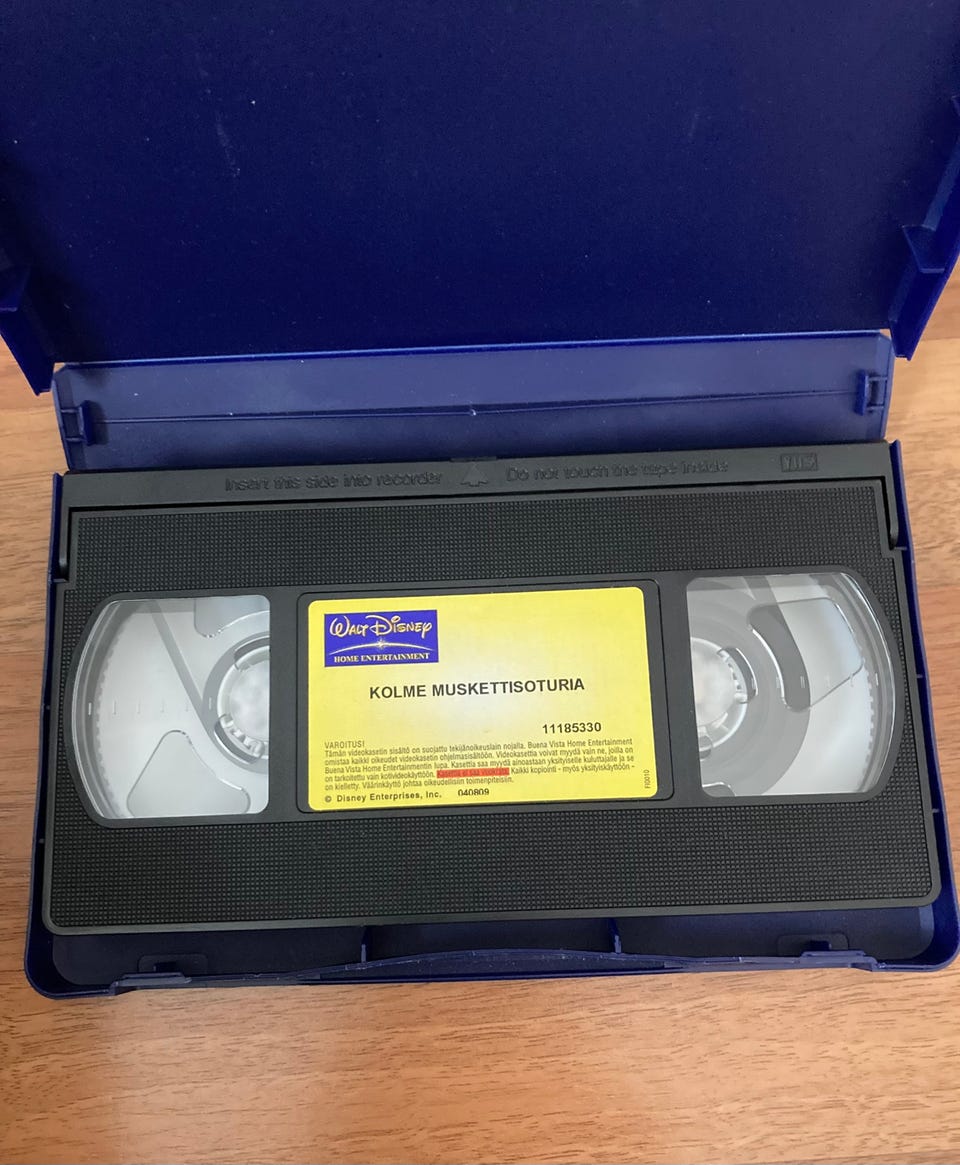 Insert this side into recorder Do not touch the tape inside VHS
WALT DISNEY
HOME ENTERTAINMENT
KOLME MUSKETTISOTURIA
11185330
VAROITUS!
Tämän videokasetin sisältö on suojattu tekijänoikeuslain nojalla. Buena Vista Home Entertainment
omistaa kaikki oikeudet videokasetin ohjelmasisältöön. Videokasettia voivat myydä vain ne, joilla on
Buena Vista Home Entertainmentin lupa. Kasettia saa myydä ainoastaan yksityiselle kuluttajalle ja se
on tarkoitettu vain kotivideokäyttöön. Kasettia ei saa vuokrata. Kaikki kopiointi - myös yksityiskäyttöön -
on kielletty. Väärinkäyttö johtaa oikeudellisiin toimenpiteisiin.
© Disney Enterprises, Inc. 040809
FI0010